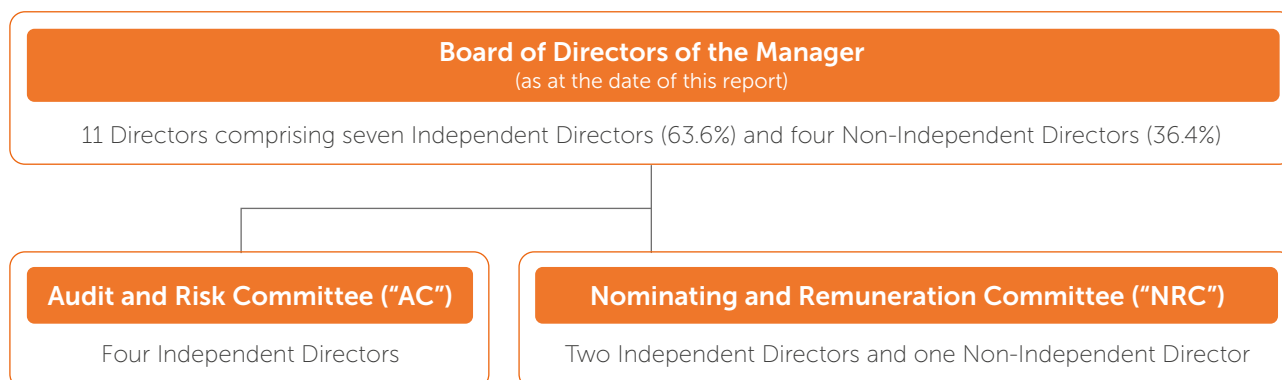 Board of Directors of the Manager
(as at the date of this report)
11 Directors comprising seven Independent Directors (63.6%) and four Non-Independent Directors (36.4%)
Audit and Risk Committee (“AC”)
Four Independent Directors
Nominating and Remuneration Committee (“NRC”)
Two Independent Directors and one Non-Independent Director